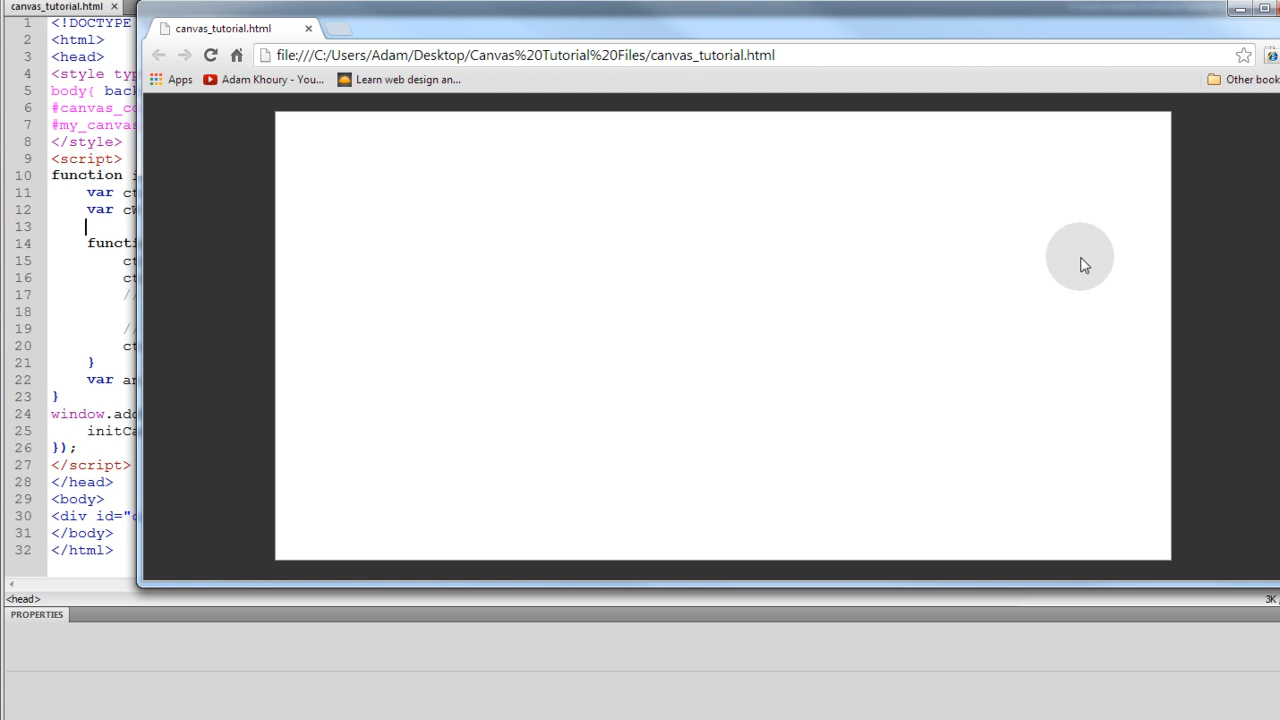 canvas_tutorial.html
canvas_tutorial.html
file:///C:/Users/Adam/Desktop/Canvas%20Tutorial%20Files/canvas_tutorial.html
Apps Adam Khoury - You... Learn web design an... Other book
1 <!DOCTYPE
2 <html>
3 <head>
4 <style typ
5 body{ back
6 #canvas_co
7 #my_canvas
8 </style>
9 <script>
10 function i
11 var ct
12 var cW
13
14 functi
15 ct
16 ct
17 //
18
19 //
20 ct
21 }
22 var an
23 }
24 window.add
25 initCa
26 });
27 </script>
28 </head>
29 <body>
30 <div id="c
31 </body>
32 </html>
<head> 3K
PROPERTIES